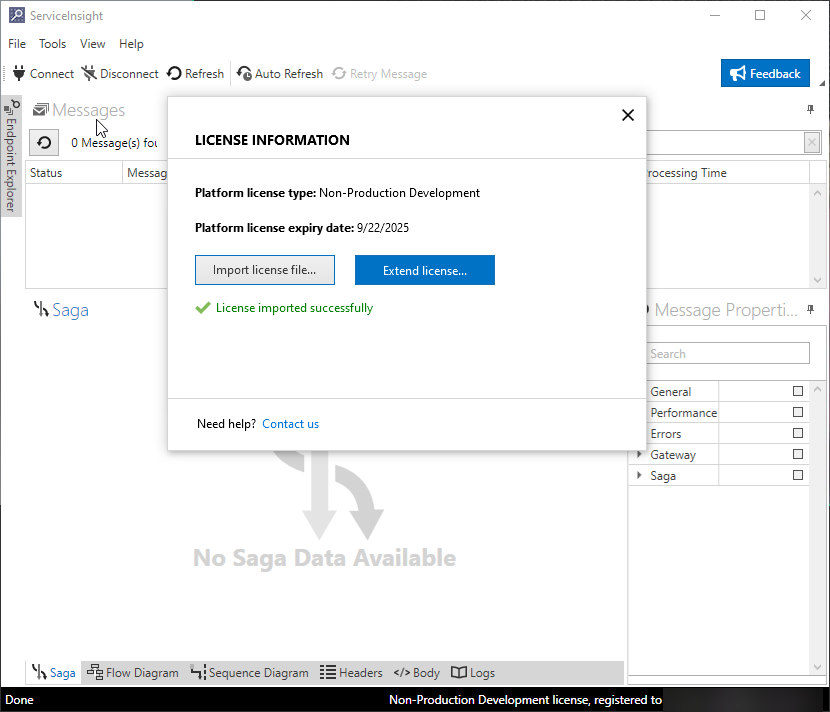 ServiceInsight
File Tools View Help
Connect Disconnect Refresh Auto Refresh Retry Message Feedback
Endpoint Explorer
Messages
0 Message(s) fou
Status Messag rocessing Time
LICENSE INFORMATION
Platform license type: Non-Production Development
Platform license expiry date: 9/22/2025
Import license file... Extend license...
License imported successfully
Need help? Contact us
Saga
Message Properti...
Search
General
Performance
Errors
Gateway
Saga
No Saga Data Available
Saga Flow Diagram Sequence Diagram Headers </> Body Logs
Done Non-Production Development license, registered to